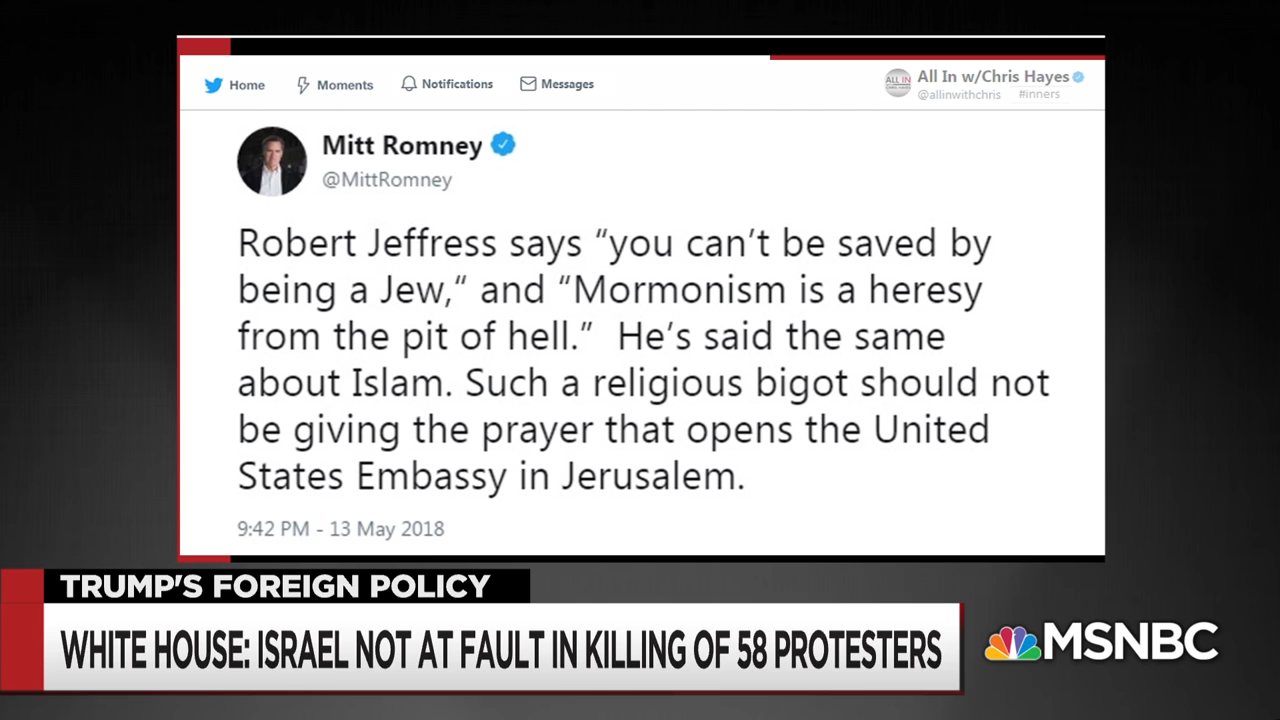 Home Moments Notifications Messages
All In w/Chris Hayes
@allinwithchris #inners
ALL IN
Mitt Romney
@MittRomney
Robert Jeffress says “you can’t be saved by
being a Jew,“ and “Mormonism is a heresy
from the pit of hell.” He’s said the same
about Islam. Such a religious bigot should not
be giving the prayer that opens the United
States Embassy in Jerusalem.
9:42 PM - 13 May 2018
TRUMP'S FOREIGN POLICY
WHITE HOUSE: ISRAEL NOT AT FAULT IN KILLING OF 58 PROTESTERS
MSNBC